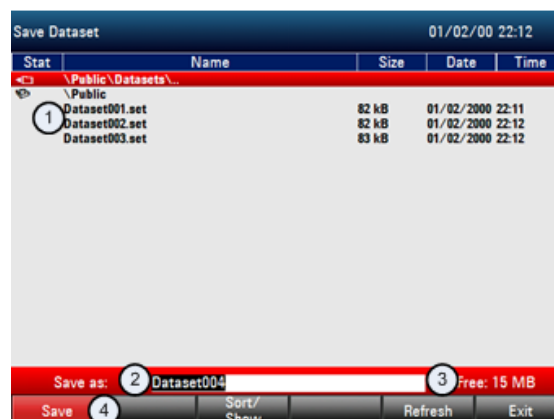 Save Dataset 01/02/00 22:12
Stat Name Size Date Time
\Public\Datasets\..
\Public
1 Dataset001.set 82 kB 01/02/2000 22:11
Dataset002.set 82 kB 01/02/2000 22:12
Dataset003.set 83 kB 01/02/2000 22:12
Save as: 2 Dataset004 3 Free: 15 MB
Save 4 Sort/ Refresh Exit
Show